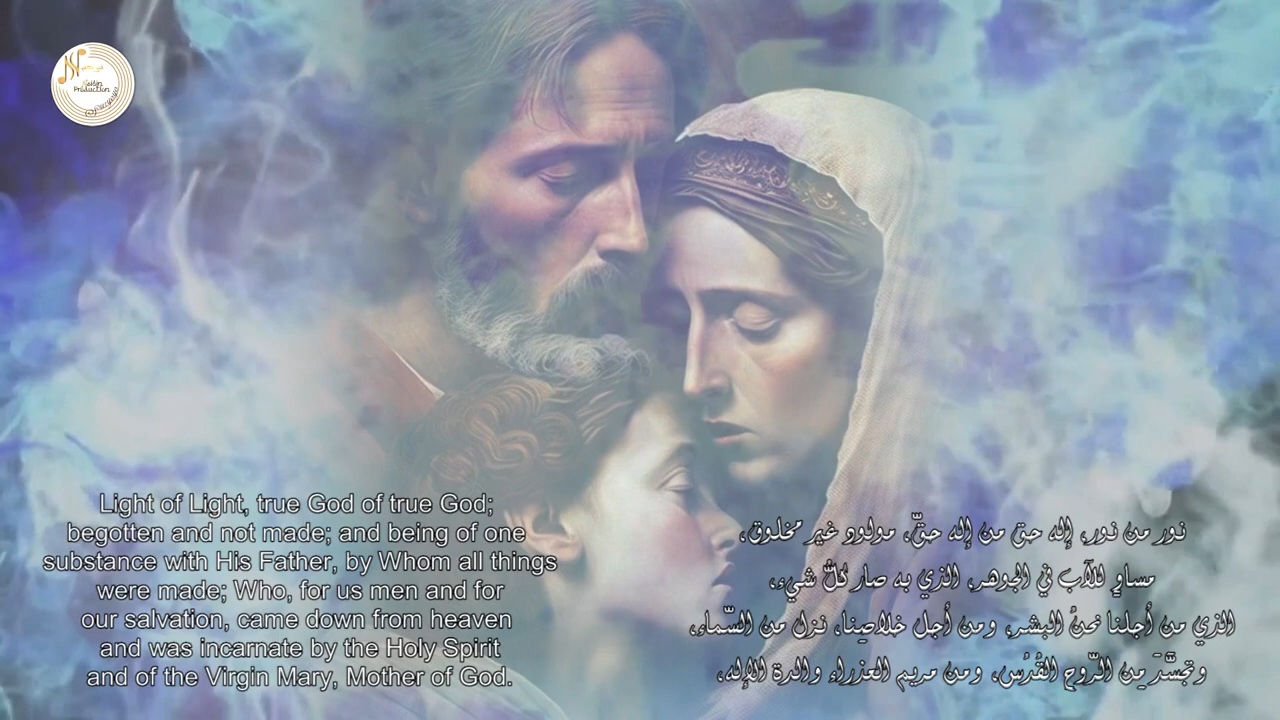 Production
Light of Light, true God of true God;
begotten and not made; and being of one
substance with His Father, by Whom all things
were made; Who, for us men and for
our salvation, came down from heaven
and was incarnate by the Holy Spirit
and of the Virgin Mary, Mother of God.
نور من نور، إله حق من إله حقّ، مولود غير مخلوق،
مساوٍ للآب في الجوهر، الذي به صار كلُّ شيء،
الذي من أجلنا نحنُ البشر، ومن أجل خلاصِنا، نزل من السّماء،
وتجسَّدَ مِن الرّوح القُدُس، ومن مريم العذراء والدة الإله،